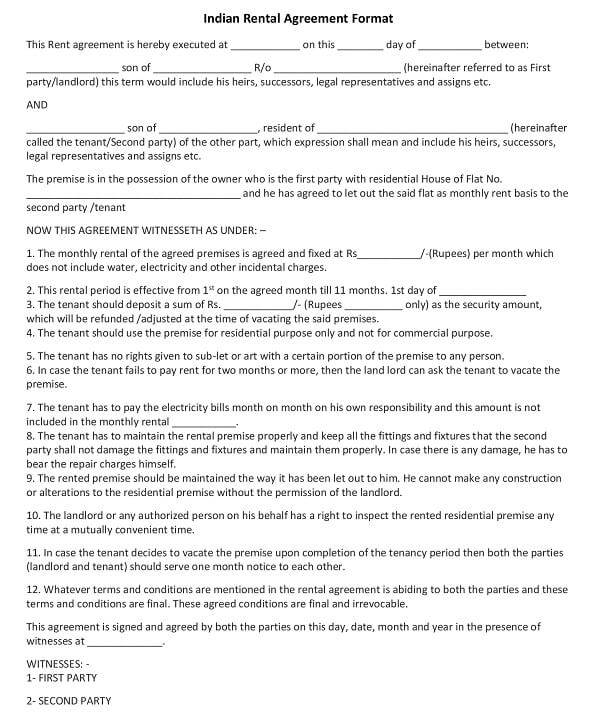 Indian Rental Agreement Format
This Rent agreement is hereby executed at ____________ on this ________ day of ___________ between:
________________ son of _________________ R/o ______________________ (hereinafter referred to as First
party/landlord) this term would include his heirs, successors, legal representatives and assigns etc.
AND
_________________ son of _________________, resident of _________________________________ (hereinafter
called the tenant/Second party) of the other part, which expression shall mean and include his heirs, successors,
legal representatives and assigns etc.
The premise is in the possession of the owner who is the first party with residential House of Flat No.
_____________________________________ and he has agreed to let out the said flat as monthly rent basis to the
second party /tenant
NOW THIS AGREEMENT WITNESSETH AS UNDER: –
1. The monthly rental of the agreed premises is agreed and fixed at Rs___________/-(Rupees) per month which
does not include water, electricity and other incidental charges.
2. This rental period is effective from 1st on the agreed month till 11 months. 1st day of _______________
3. The tenant should deposit a sum of Rs. ____________/- (Rupees __________ only) as the security amount,
which will be refunded /adjusted at the time of vacating the said premises.
4. The tenant should use the premise for residential purpose only and not for commercial purpose.
5. The tenant has no rights given to sub-let or art with a certain portion of the premise to any person.
6. In case the tenant fails to pay rent for two months or more, then the land lord can ask the tenant to vacate the
premise.
7. The tenant has to pay the electricity bills month on month on his own responsibility and this amount is not
included in the monthly rental ___________.
8. The tenant has to maintain the rental premise properly and keep all the fittings and fixtures that the second
party shall not damage the fittings and fixtures and maintain them properly. In case there is any damage, he has to
bear the repair charges himself.
9. The rented premise should be maintained the way it has been let out to him. He cannot make any construction
or alterations to the residential premise without the permission of the landlord.
10. The landlord or any authorized person on his behalf has a right to inspect the rented residential premise any
time at a mutually convenient time.
11. In case the tenant decides to vacate the premise upon completion of the tenancy period then both the parties
(landlord and tenant) should serve one month notice to each other.
12. Whatever terms and conditions are mentioned in the rental agreement is abiding to both the parties and these
terms and conditions are final. These agreed conditions are final and irrevocable.
This agreement is signed and agreed by both the parties on this day, date, month and year in the presence of
witnesses at _____________.
WITNESSES: -
1- FIRST PARTY
2- SECOND PARTY